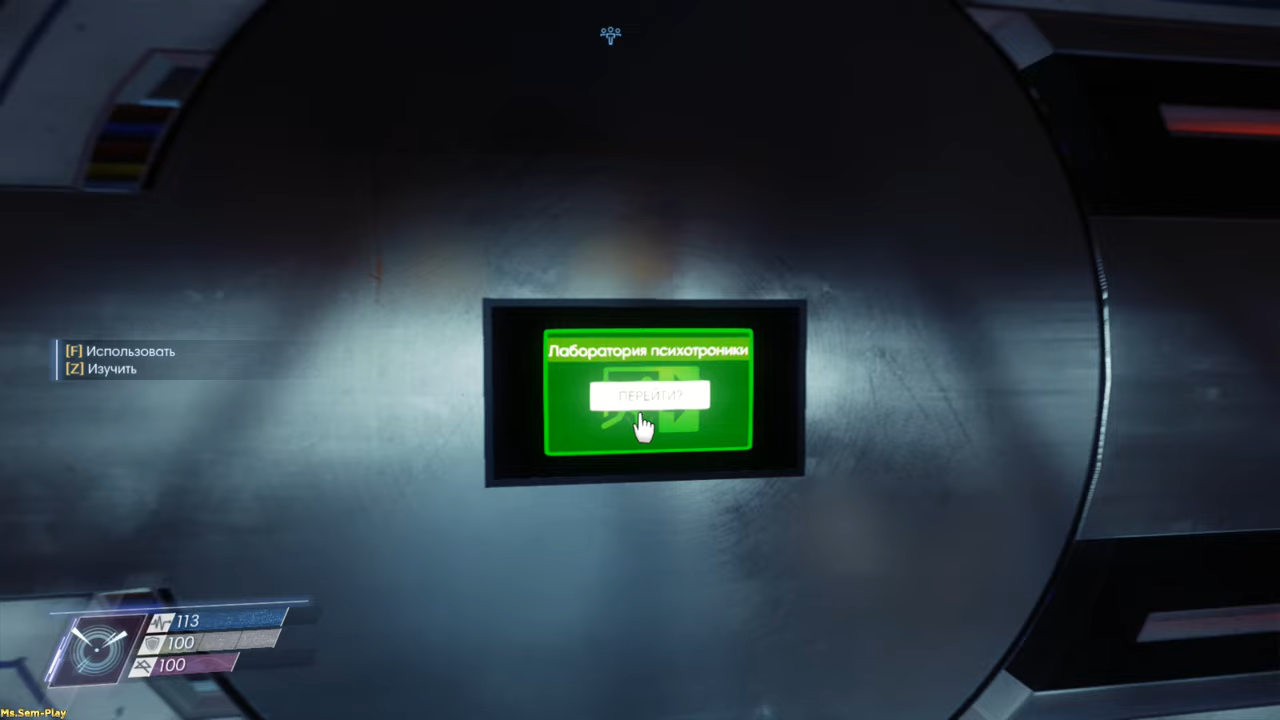 [F] Использовать
[Z] Изучить
Лаборатория психотроники
ПЕРЕЙТИ?
113
100
100
Ms.Sem-Play